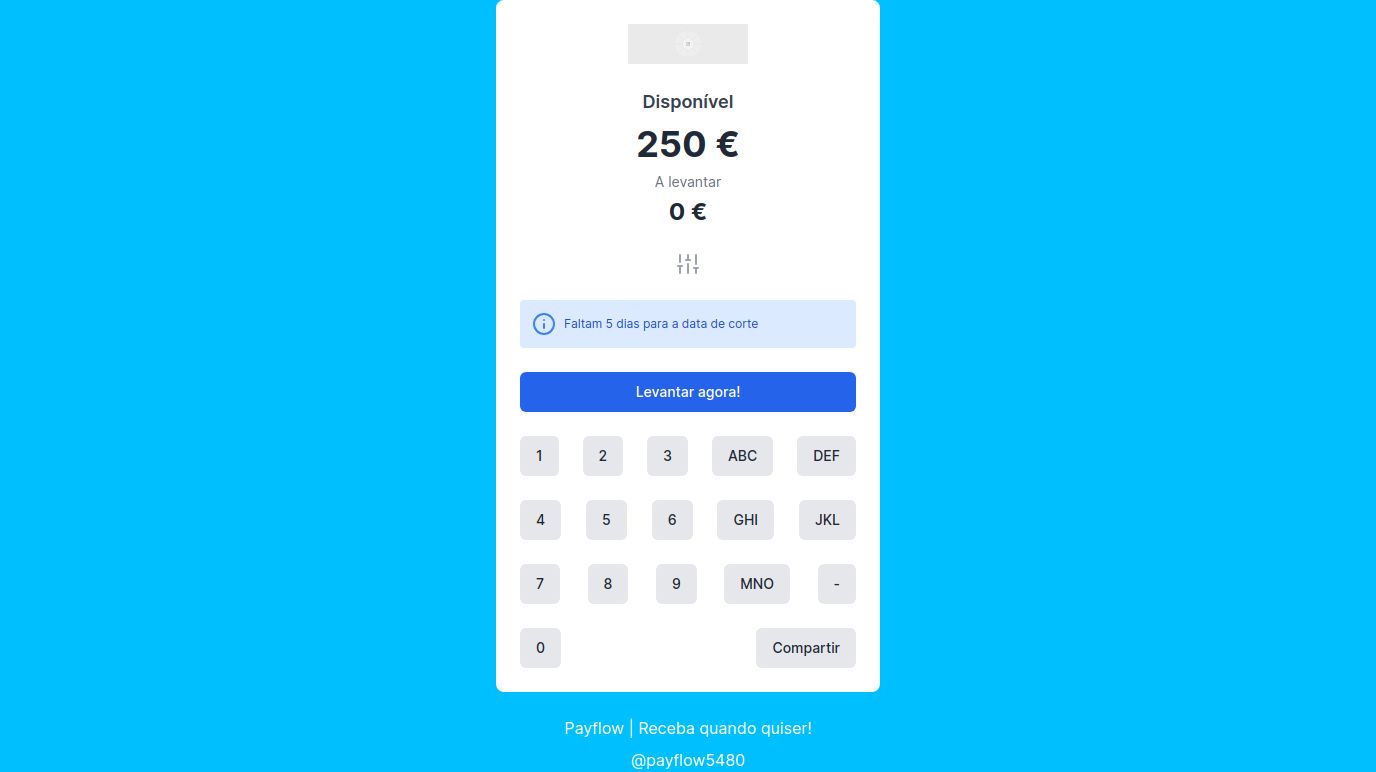 Disponível
250 €
A levantar
0 €
Faltam 5 dias para a data de corte
Levantar agora!
1 2 3 ABC DEF
4 5 6 GHI JKL
7 8 9 MNO -
0 Compartir
Payflow | Receba quando quiser!
@payflow5480